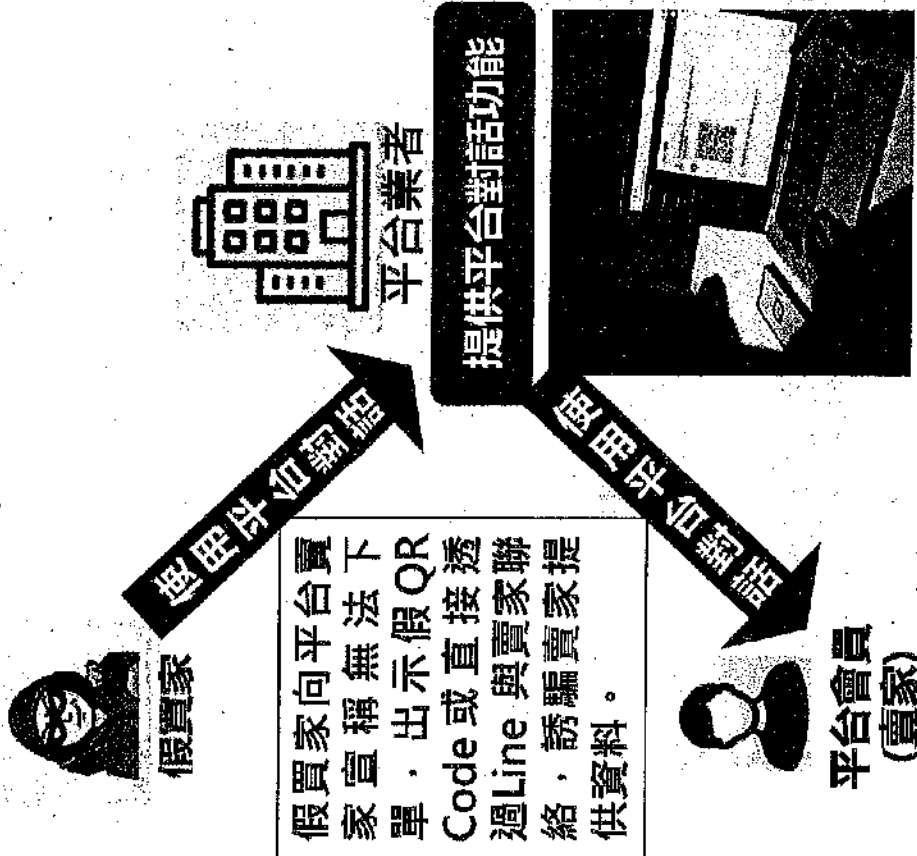 假買家
使用平台對話
平台業者
提供平台對話功能
假買家向平台賣
家宣稱無法下
單，出示假QR
Code或直接透
過Line與賣家聯
絡，誘騙賣家提
供資料。
使用平台對話
平台會員
(賣家)